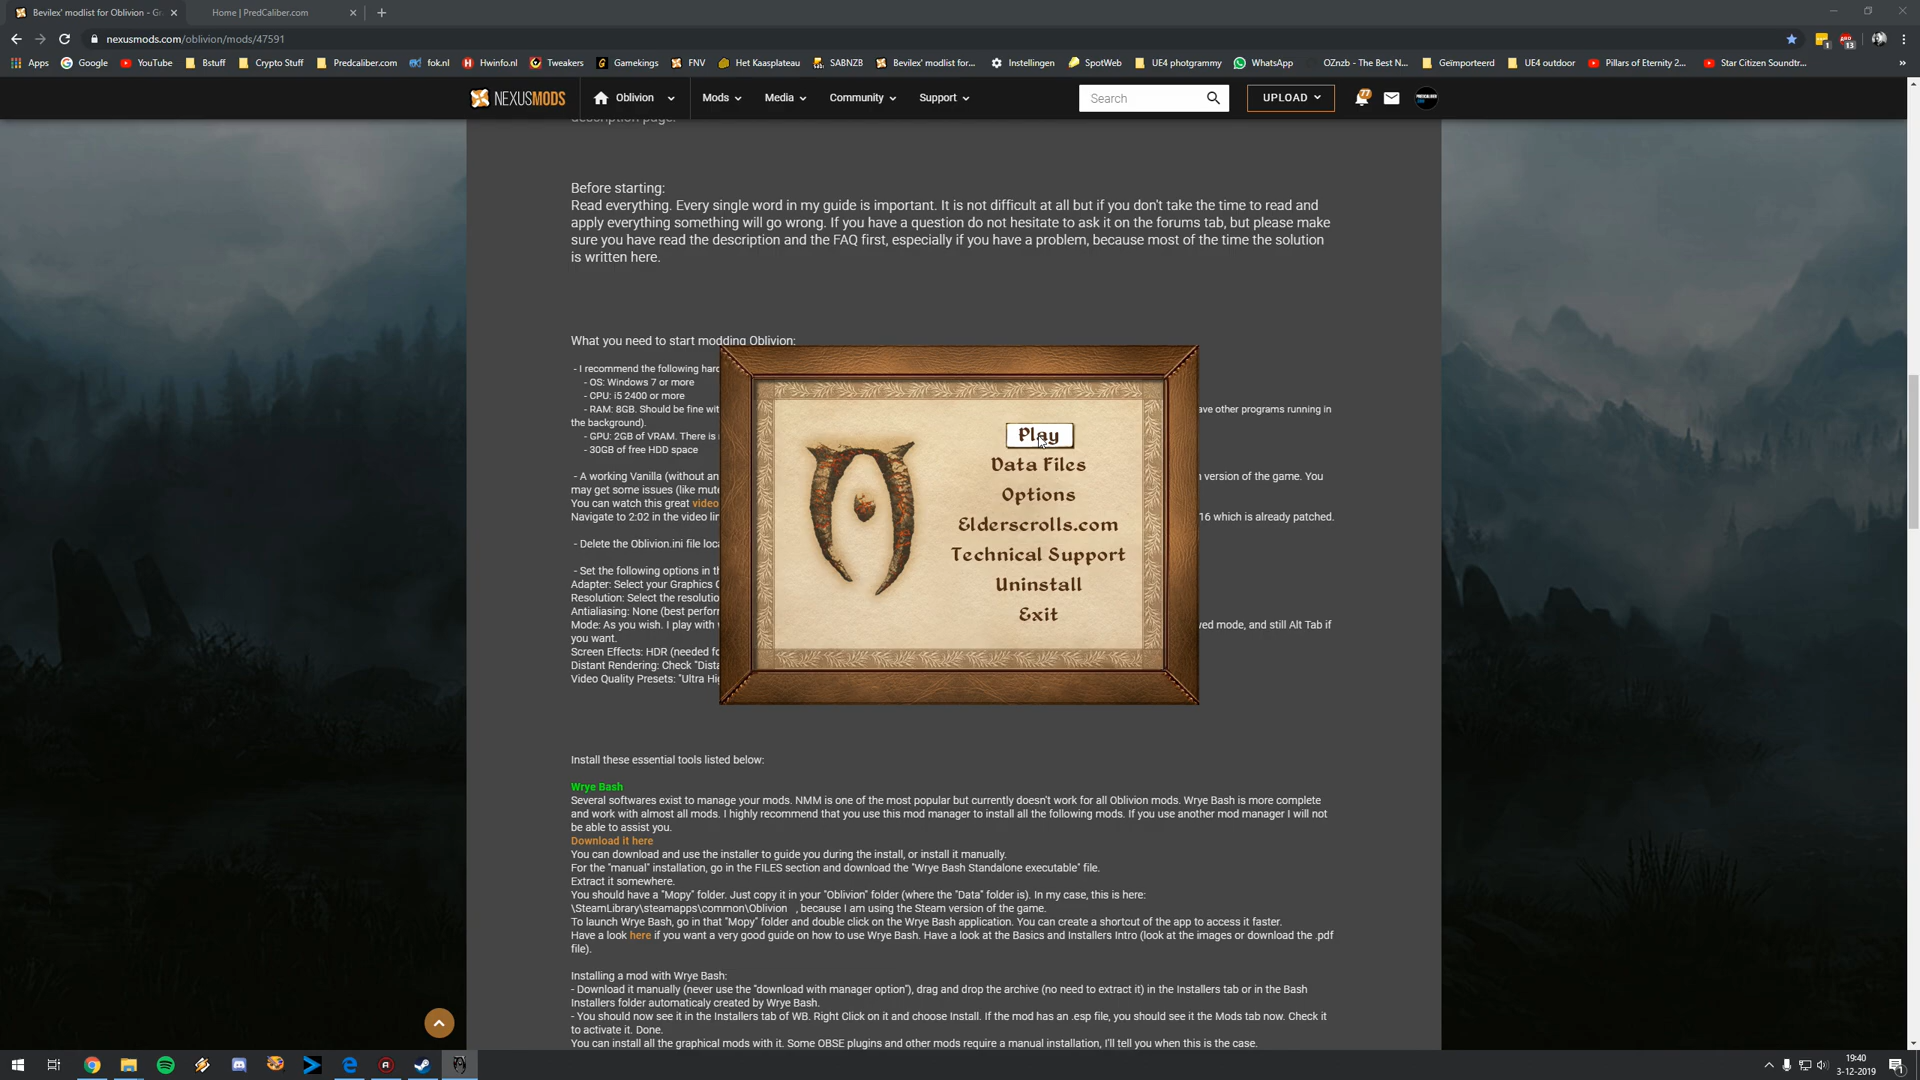 Bevilex' modlist for Oblivion - Gr
Home | PredCaliber.com
nexusmods.com/oblivion/mods/47591
Apps Google YouTube Bstuff Crypto Stuff Predcaliber.com fok.nl Hwinfo.nl Tweakers Gamekings FNV Het Kaasplateau SABNZB Bevilex' modlist for... Instellingen SpotWeb UE4 photgrammy WhatsApp OZnzb - The Best N... Geïmporteerd UE4 outdoor Pillars of Eternity 2... Star Citizen Soundtr...
NEXUSMODS Oblivion Mods Media Community Support Search UPLOAD 77
description page.
Before starting:
Read everything. Every single word in my guide is important. It is not difficult at all but if you don't take the time to read and
apply everything something will go wrong. If you have a question do not hesitate to ask it on the forums tab, but please make
sure you have read the description and the FAQ first, especially if you have a problem, because most of the time the solution
is written here.
What you need to start modding Oblivion:
- I recommend the following har
- OS: Windows 7 or more
- CPU: i5 2400 or more
- RAM: 8GB. Should be fine wit
ave other programs running in
the background).
- GPU: 2GB of VRAM. There is
- 30GB of free HDD space
- A working Vanilla (without an
version of the game. You
may get some issues (like mute
You can watch this great video
Navigate to 2:02 in the video lin
16 which is already patched.
- Delete the Oblivion.ini file loca
- Set the following options in th
Adapter: Select your Graphics C
Resolution: Select the resolutio
Antialiasing: None (best perforr
Mode: As you wish. I play with
wed mode, and still Alt Tab if
you want.
Screen Effects: HDR (needed fo
Distant Rendering: Check "Dista
Video Quality Presets: "Ultra Hi
Play
Data Files
Options
Elderscrolls.com
Technical Support
Uninstall
Exit
Install these essential tools listed below:
Wrye Bash
Several softwares exist to manage your mods. NMM is one of the most popular but currently doesn't work for all Oblivion mods. Wrye Bash is more complete
and work with almost all mods. I highly recommend that you use this mod manager to install all the following mods. If you use another mod manager I will not
be able to assist you.
Download it here
You can download and use the installer to guide you during the install, or install it manually.
For the "manual" installation, go in the FILES section and download the "Wrye Bash Standalone executable" file.
Extract it somewhere.
You should have a "Mopy" folder. Just copy it in your "Oblivion" folder (where the "Data" folder is). In my case, this is here:
\SteamLibrary\steamapps\common\Oblivion , because I am using the Steam version of the game.
To launch Wrye Bash, go in that "Mopy" folder and double click on the Wrye Bash application. You can create a shortcut of the app to access it faster.
Have a look here if you want a very good guide on how to use Wrye Bash. Have a look at the Basics and Installers Intro (look at the images or download the .pdf
file).
Installing a mod with Wrye Bash:
- Download it manually (never use the "download with manager option"), drag and drop the archive (no need to extract it) in the Installers tab or in the Bash
Installers folder automaticaly created by Wrye Bash.
- You should now see it in the Installers tab of WB. Right Click on it and choose Install. If the mod has an .esp file, you should see it the Mods tab now. Check it
to activate it. Done.
You can install all the graphical mods with it. Some OBSE plugins and other mods require a manual installation, I'll tell you when this is the case.
19:40
3-12-2019